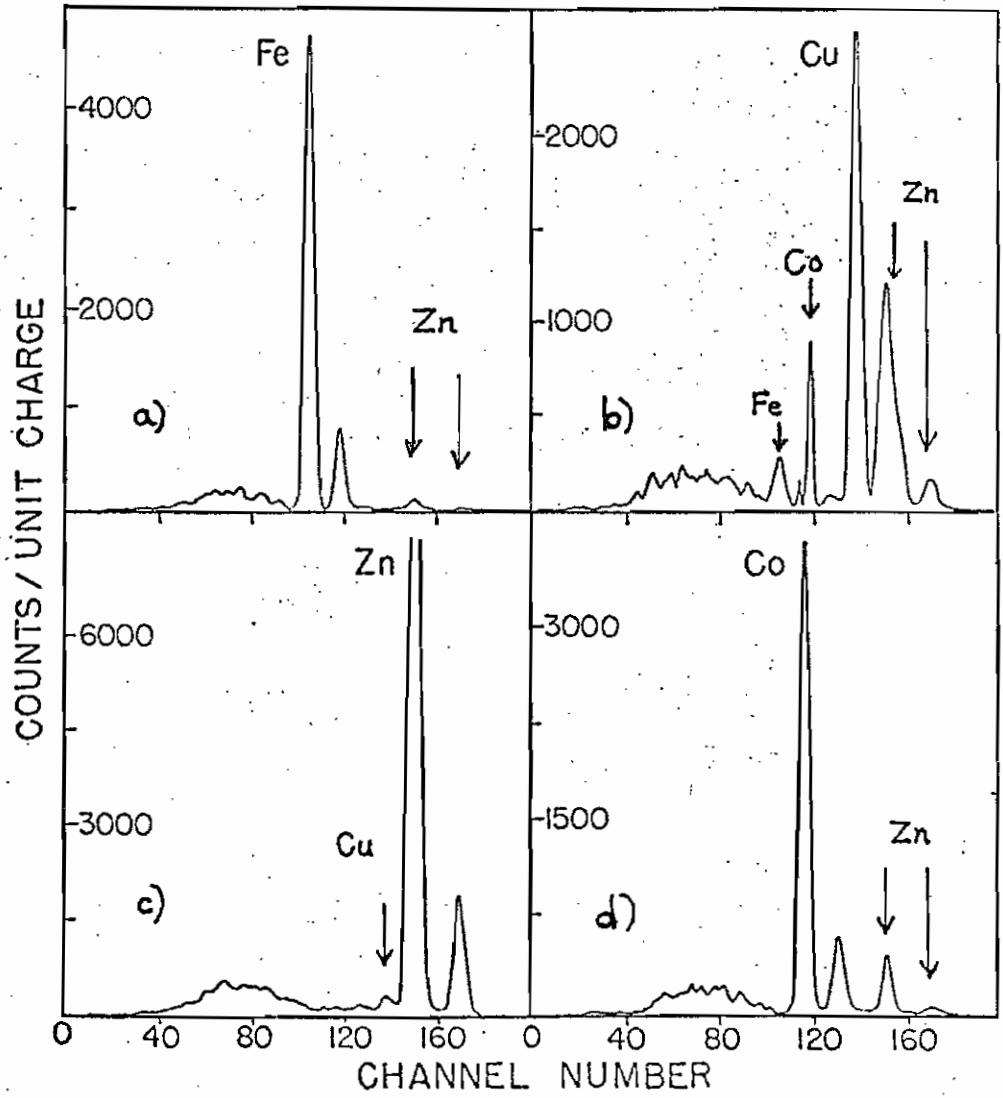 Fe
4000
Zn
2000
a)
Cu
2000
Zn
Co
1000
Fe
b)
Zn
6000
3000
Cu
c)
Co
3000
1500
Zn
d)
0 40 80 120 160 0 40 80 120 160
CHANNEL NUMBER
COUNTS/UNIT CHARGE